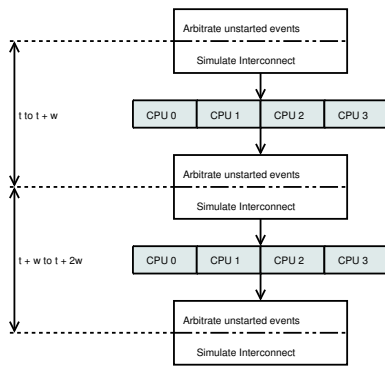 Arbitrate unstarted events
Simulate Interconnect
t to t + w
CPU 0 CPU 1 CPU 2 CPU 3
Arbitrate unstarted events
Simulate Interconnect
t + w to t + 2w
CPU 0 CPU 1 CPU 2 CPU 3
Arbitrate unstarted events
Simulate Interconnect